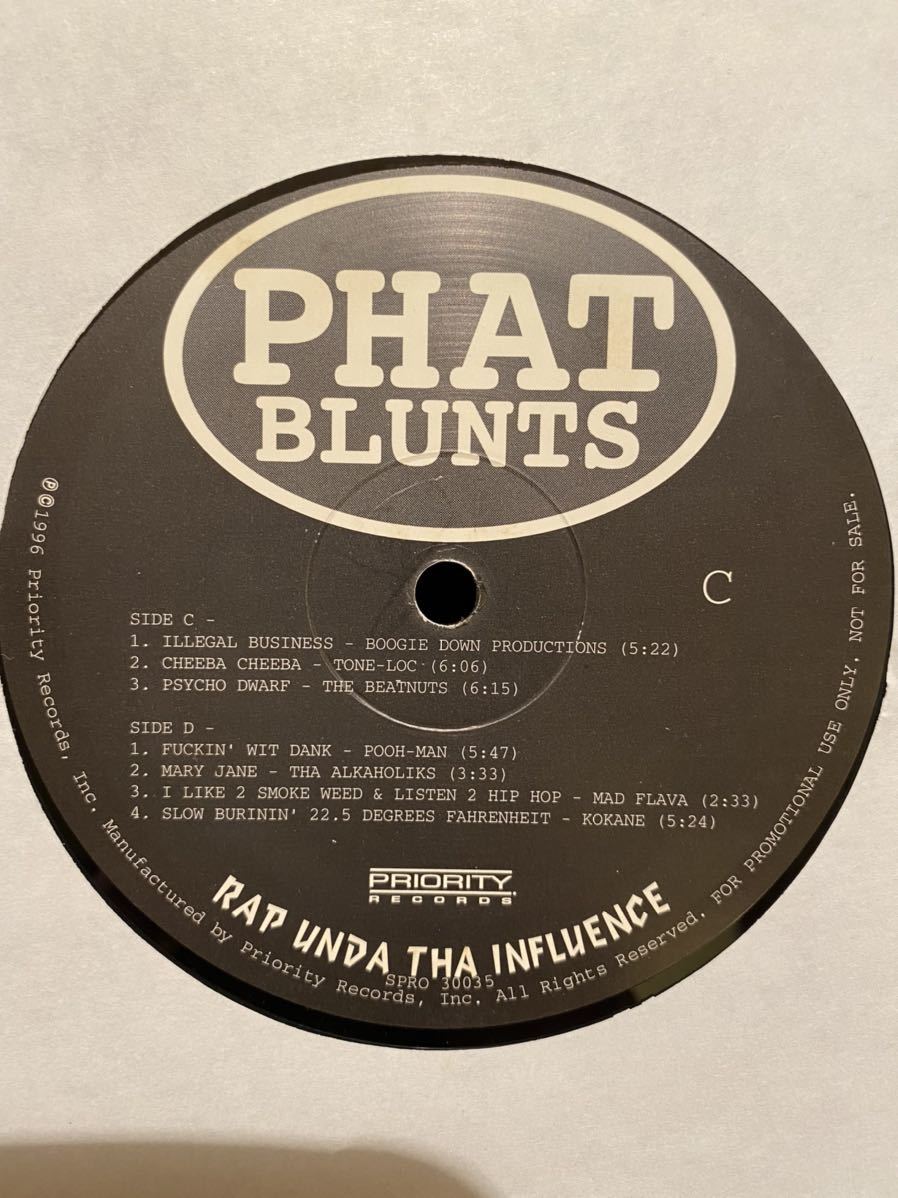 PHAT
BLUNTS
C
SIDE C -
1. ILLEGAL BUSINESS - BOOGIE DOWN PRODUCTIONS (5:22)
2. CHEEBA CHEEBA - TONE-LOC (6:06)
3. PSYCHO DWARF - THE BEATNUTS (6:15)
SIDE D -
1. FUCKIN' WIT DANK - POOH-MAN (5:47)
2. MARY JANE - THA ALKAHOLIKS (3:33)
3. I LIKE 2 SMOKE WEED & LISTEN 2 HIP HOP - MAD FLAVA (2:33)
4. SLOW BURININ' 22.5 DEGREES FAHRENHEIT - KOKANE (5:24)
PRIORITY
RECORDS
RAP UNDA THA INFLUENCE
SPRO 30035
℗©1996 Priority Records, Inc. Manufactured by Priority Records, Inc. All Rights Reserved. FOR PROMOTIONAL USE ONLY. NOT FOR SALE.